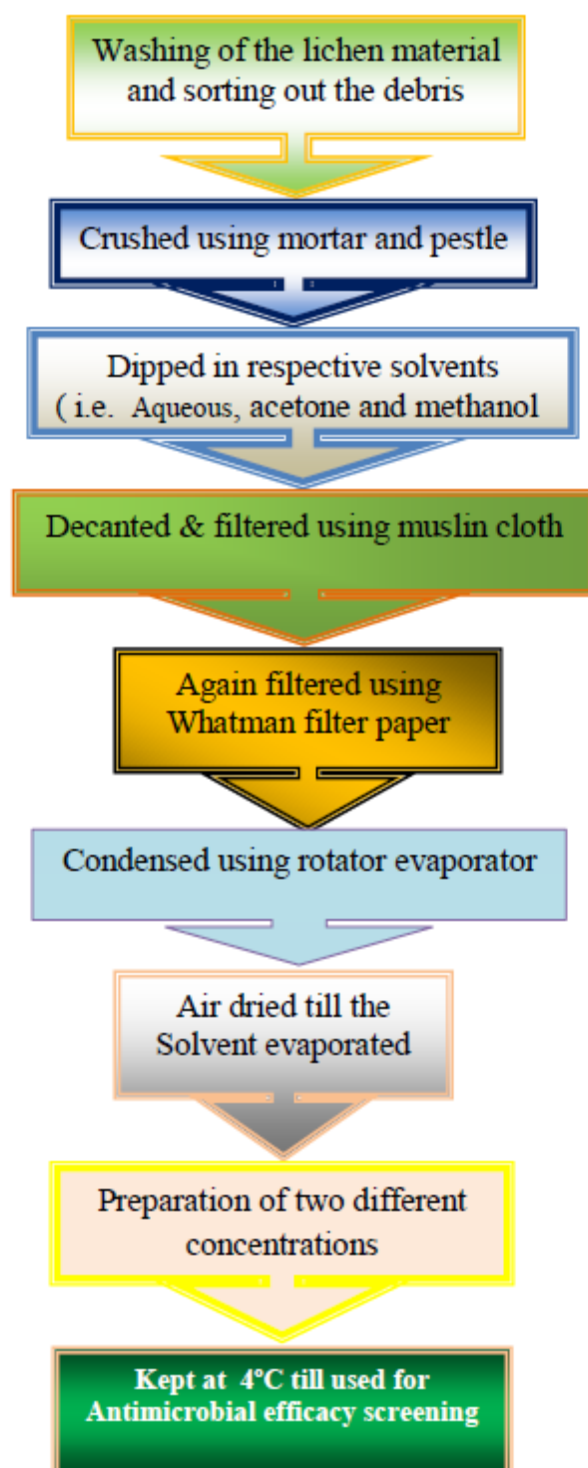 Washing of the lichen material
and sorting out the debris
Crushed using mortar and pestle
Dipped in respective solvents
( i.e. Aqueous, acetone and methanol
Decanted & filtered using muslin cloth
Again filtered using
Whatman filter paper
Condensed using rotator evaporator
Air dried till the
Solvent evaporated
Preparation of two different
concentrations
Kept at 4°C till used for
Antimicrobial efficacy screening